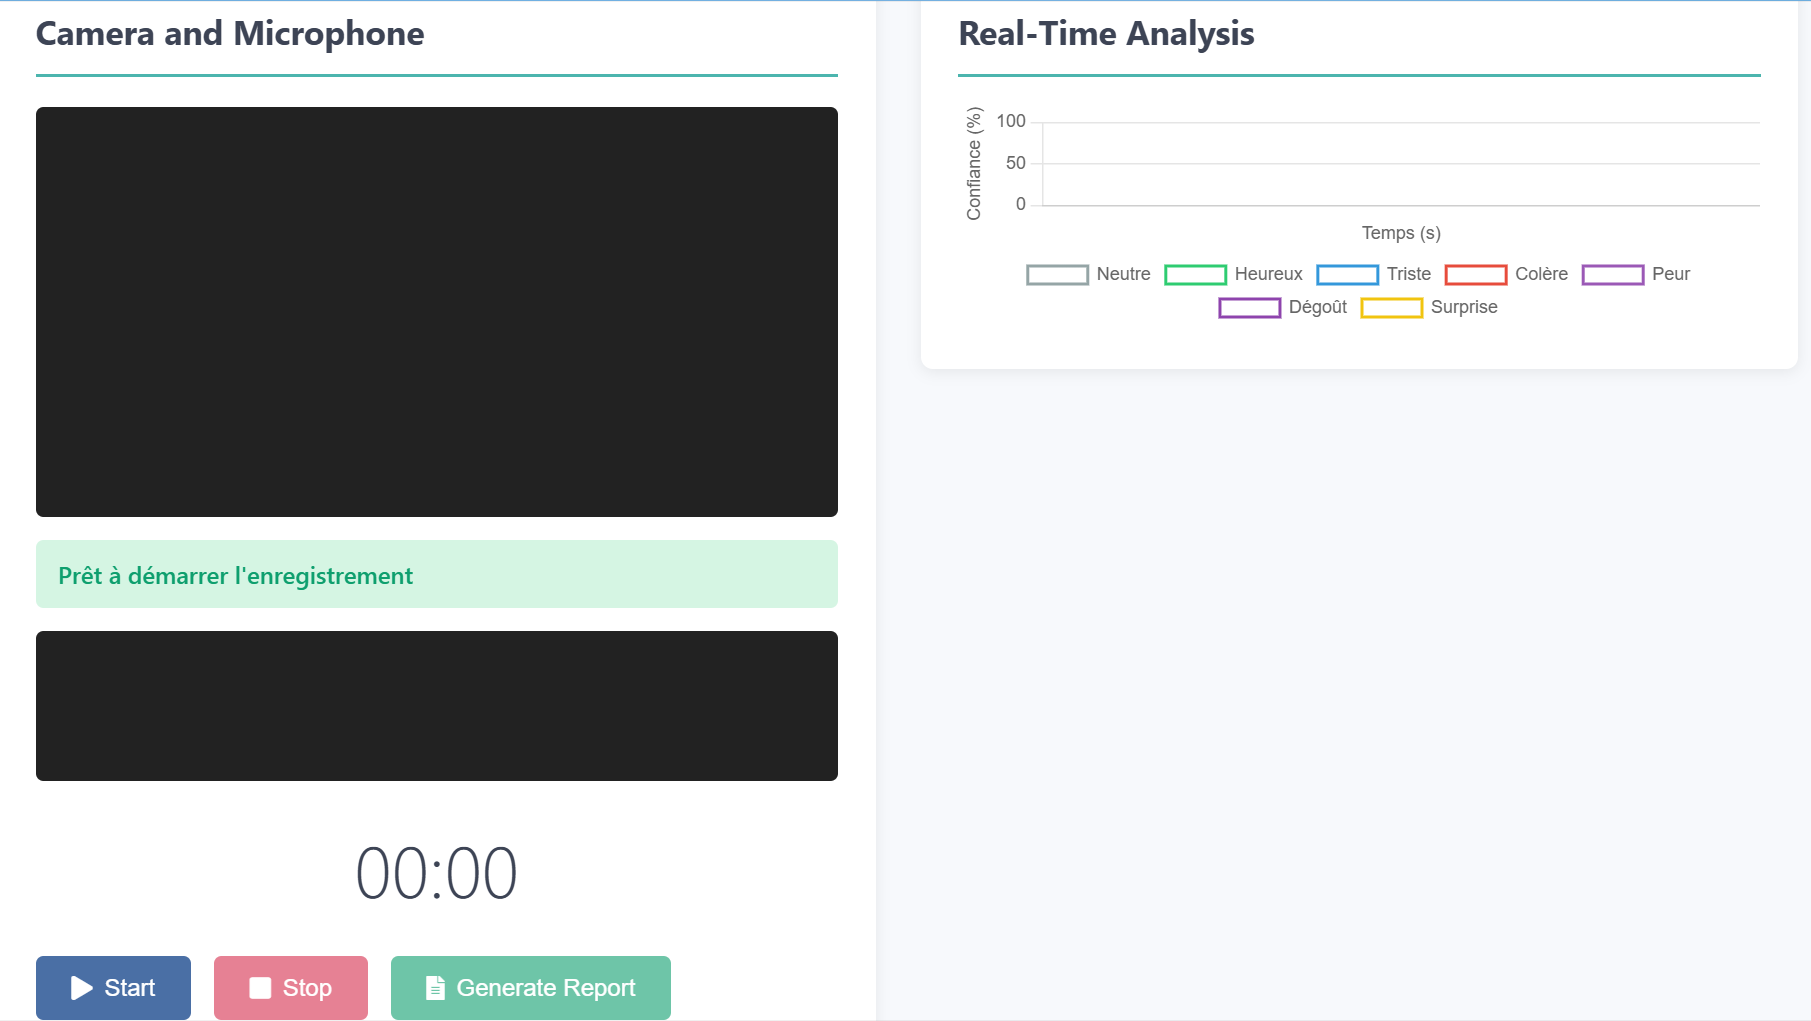 Camera and Microphone
Prêt à démarrer l'enregistrement
00:00
Start
Stop
Generate Report
Real-Time Analysis
Confiance (%)
100
50
0
Temps (s)
Neutre Heureux Triste Colère Peur
Dégoût Surprise